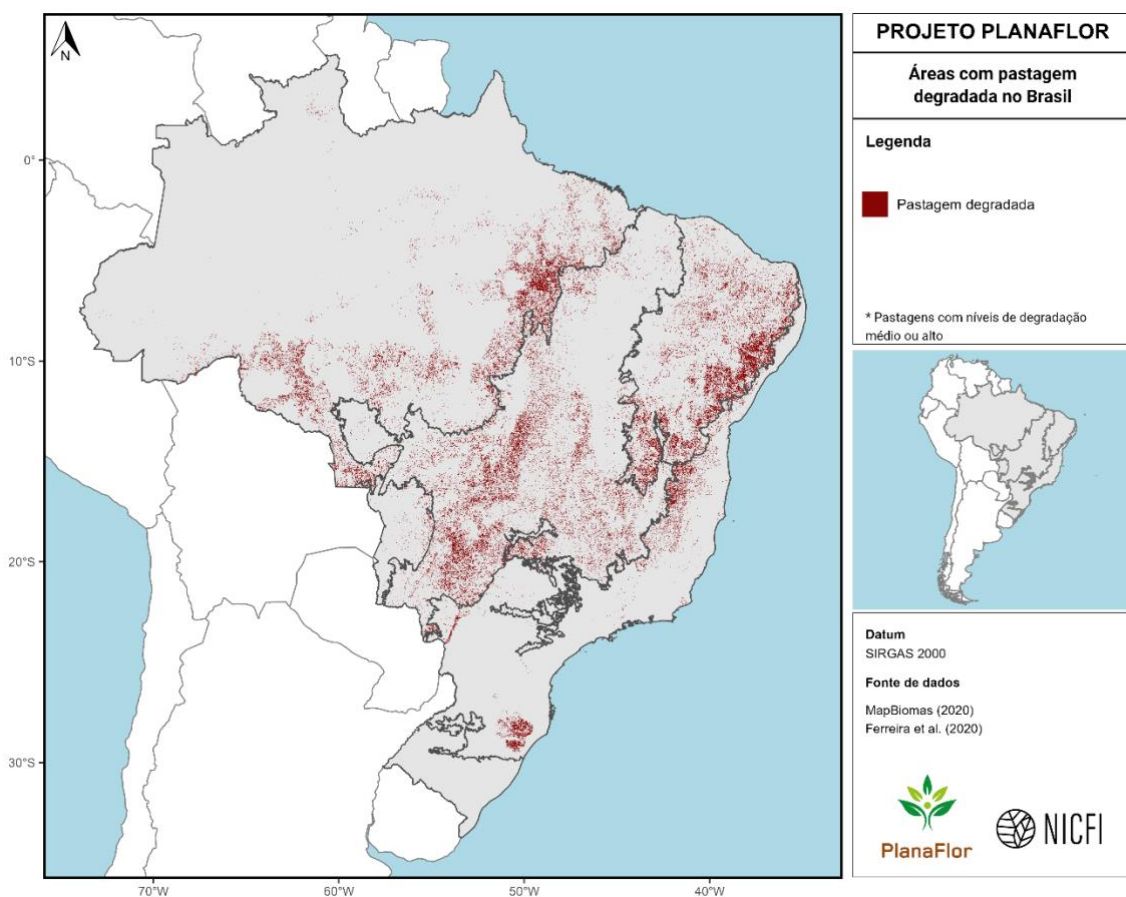 N
0°
10°S
20°S
30°S
70°W
60°W
50°W
40°W
PROJETO PLANAFLOR
Áreas com pastagem
degradada no Brasil
Legenda
Pastagem degradada
* Pastagens com níveis de degradação
médio ou alto
Datum
SIRGAS 2000
Fonte de dados
MapBiomas (2020)
Ferreira et al. (2020)
PlanaFlor
NICFI